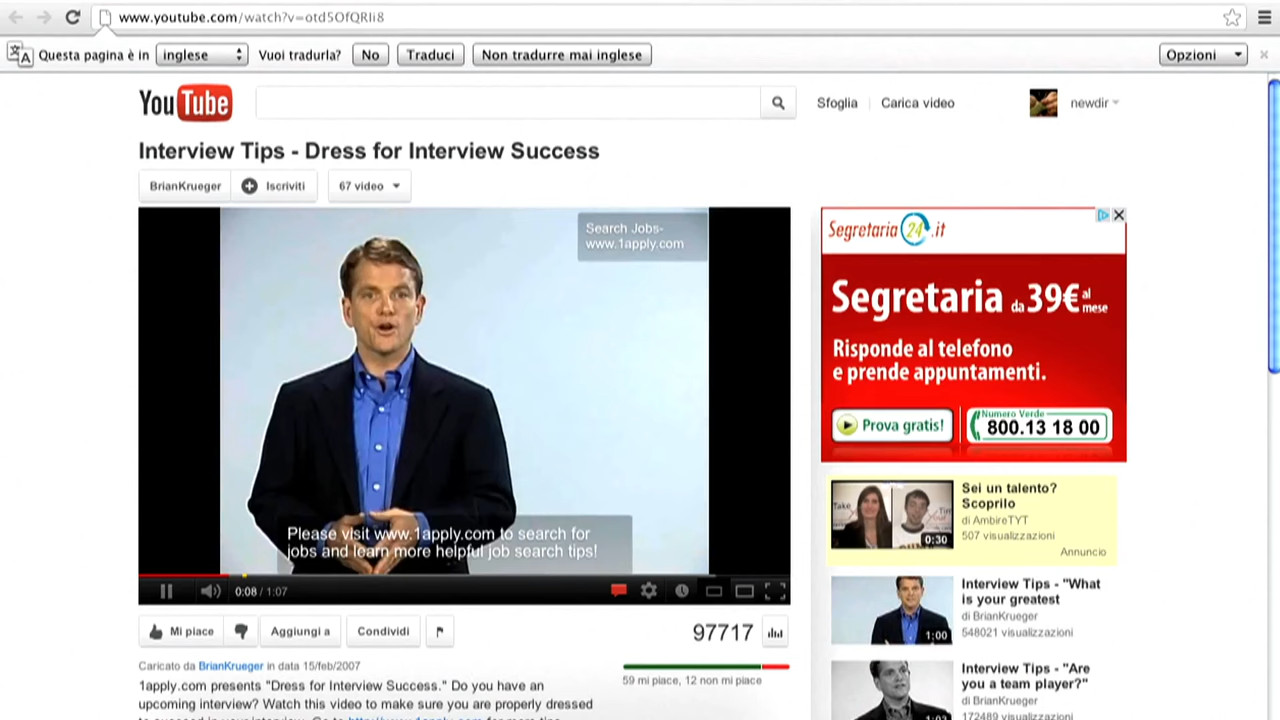 www.youtube.com/watch?v=otd5OfQRIi8
Questa pagina è in inglese Vuoi tradurla? No Traduci Non tradurre mai inglese Opzioni
YouTube Sfoglia Carica video newdir
Interview Tips - Dress for Interview Success
BrianKrueger Iscriviti 67 video
Search Jobs-
www.1apply.com
Please visit www.1apply.com to search for
jobs and learn more helpful job search tips!
0:08 / 1:07
Mi piace Aggiungi a Condividi 97717
Caricato da BrianKrueger in data 15/feb/2007
59 mi piace, 12 non mi piace
1apply.com presents "Dress for Interview Success." Do you have an
upcoming interview? Watch this video to make sure you are properly dressed
Segretaria 24 .it
Segretaria da 39€ al mese
Risponde al telefono
e prende appuntamenti.
Prova gratis!
Numero Verde
800.13 18 00
Sei un talento?
Scoprilo
di AmbireTYT
507 visualizzazioni
Annuncio
0:30
Interview Tips - "What
is your greatest
di BrianKrueger
548021 visualizzazioni
1:00
Interview Tips - "Are
you a team player?"
di BrianKrueger
172489 visualizzazioni